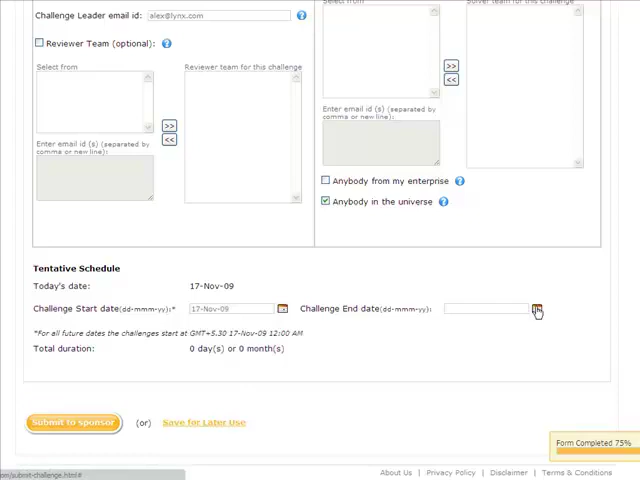 Challenge Leader email id: alex@lynx.com
Select from
Solver team for this challenge
Reviewer Team (optional):
Select from
Reviewer team for this challenge
>>
<<
Enter email id (s) (separated by
comma or new line):
>>
<<
Enter email id (s) (separated by
comma or new line):
Anybody from my enterprise
Anybody in the universe
Tentative Schedule
Today's date: 17-Nov-09
Challenge Start date(dd-mmm-yy):* 17-Nov-09 Challenge End date(dd-mmm-yy):
*For all future dates the challenges start at GMT+5.30 17-Nov-09 12:00 AM
Total duration: 0 day(s) or 0 month(s)
Submit to sponsor (or) Save for Later Use
Form Completed 75%
om/submit-challenge.html#
About Us | Privacy Policy | Disclaimer | Terms & Conditions